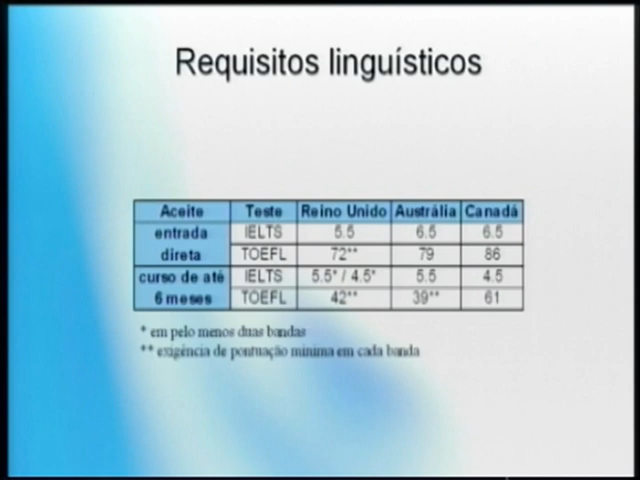 Requisitos linguísticos
Aceite Teste Reino Unido Austrália Canadá
entrada IELTS 5.5 6.5 6.5
direta TOEFL 72** 79 86
curso de até IELTS 5.5* / 4.5* 5.5 4.5
6 meses TOEFL 42** 39** 61
* em pelo menos duas bandas
** exigência de pontuação mínima em cada banda